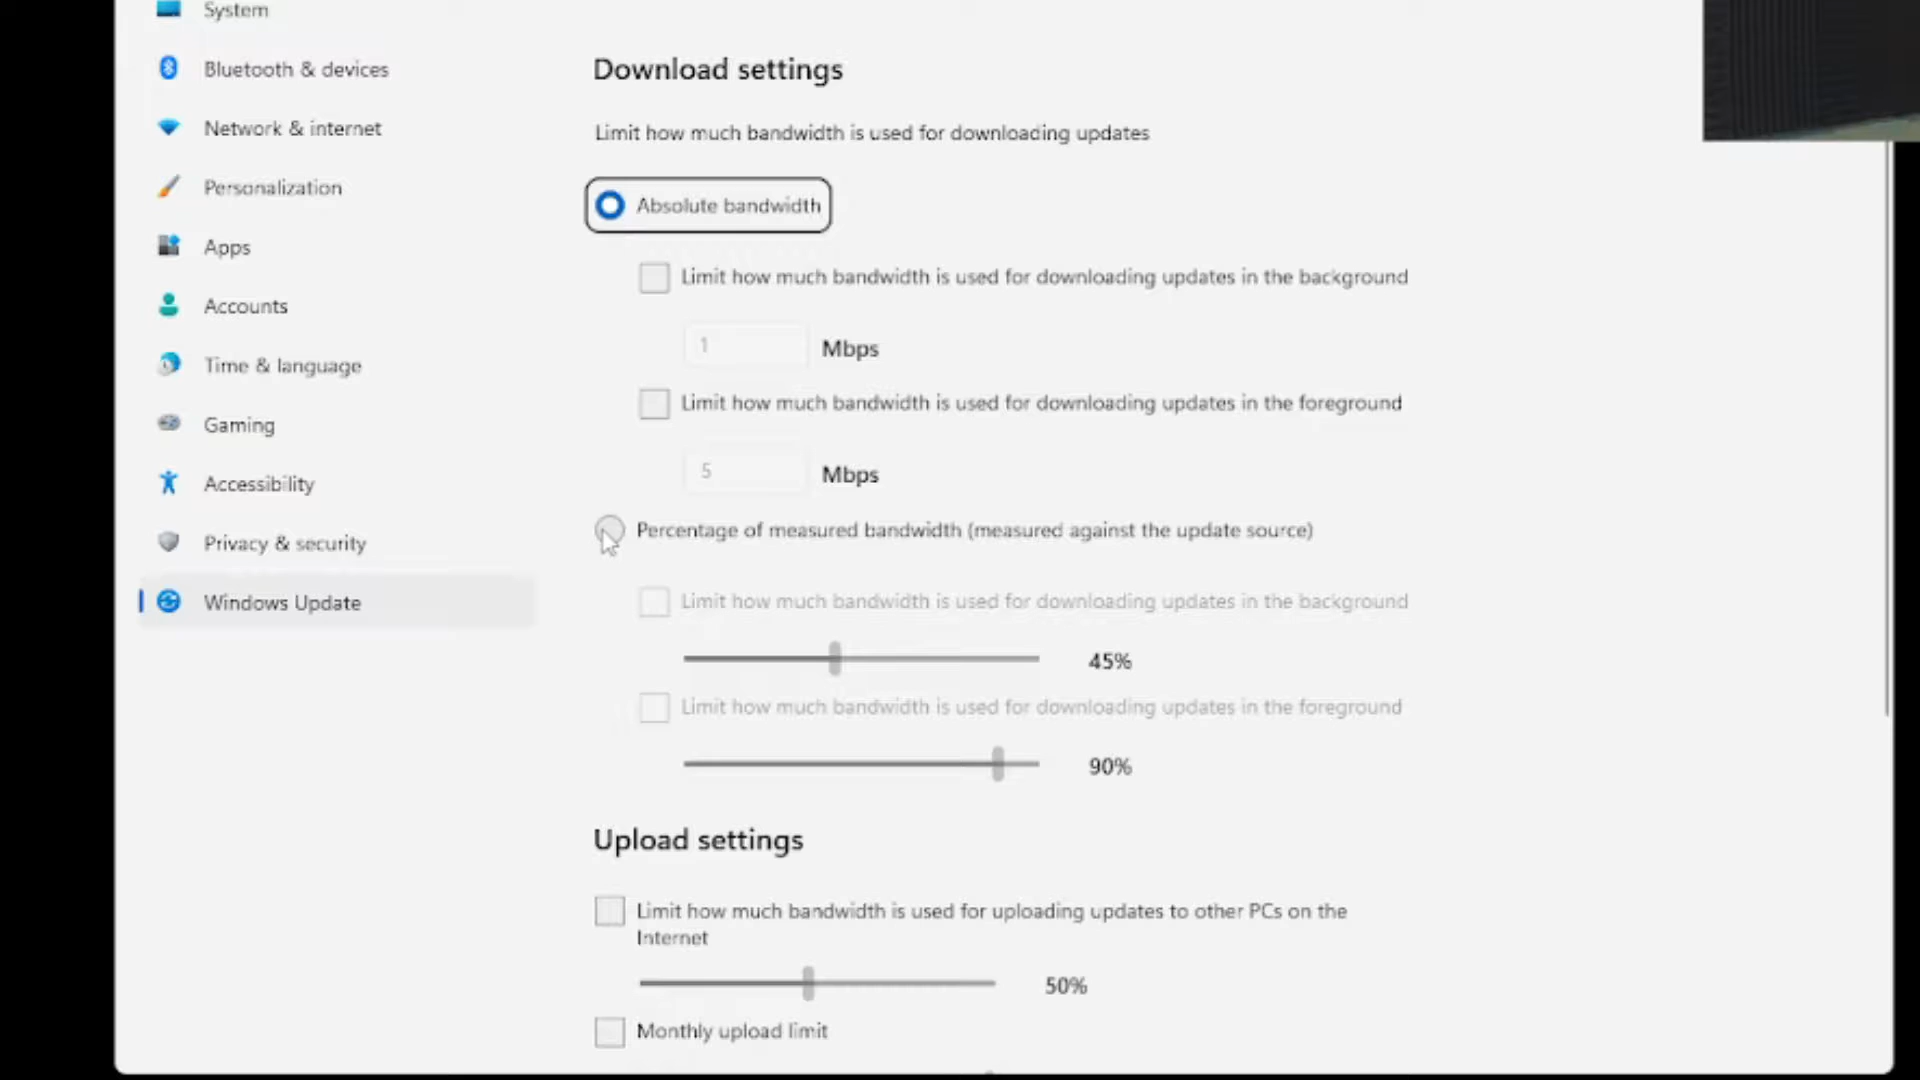 System
Bluetooth & devices
Network & internet
Personalization
Apps
Accounts
Time & language
Gaming
Accessibility
Privacy & security
Windows Update
Download settings
Limit how much bandwidth is used for downloading updates
Absolute bandwidth
Limit how much bandwidth is used for downloading updates in the background
1 Mbps
Limit how much bandwidth is used for downloading updates in the foreground
5 Mbps
Percentage of measured bandwidth (measured against the update source)
Limit how much bandwidth is used for downloading updates in the background
45%
Limit how much bandwidth is used for downloading updates in the foreground
90%
Upload settings
Limit how much bandwidth is used for uploading updates to other PCs on the
Internet
50%
Monthly upload limit